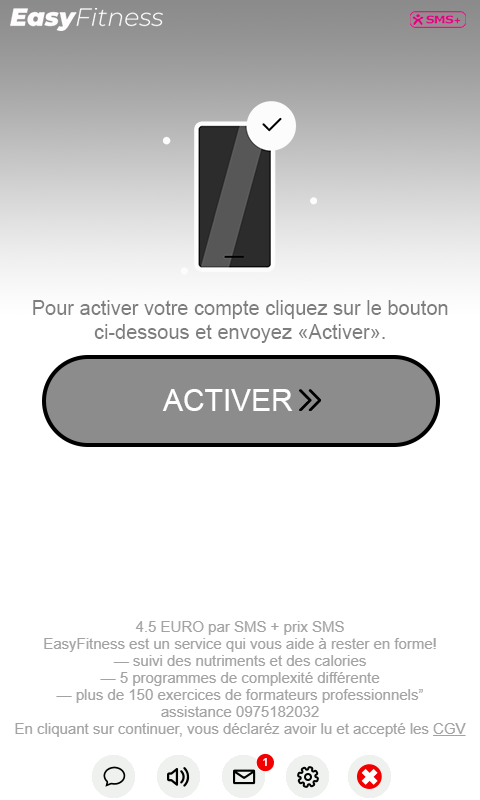 EasyFitness
SMS+
Pour activer votre compte cliquez sur le bouton
ci-dessous et envoyez «Activer».
ACTIVER
4.5 EURO par SMS + prix SMS
EasyFitness est un service qui vous aide à rester en forme!
— suivi des nutriments et des calories
— 5 programmes de complexité différente
— plus de 150 exercices de formateurs professionnels”
assistance 0975182032
En cliquant sur continuer, vous déclaréz avoir lu et accepté les CGV
1